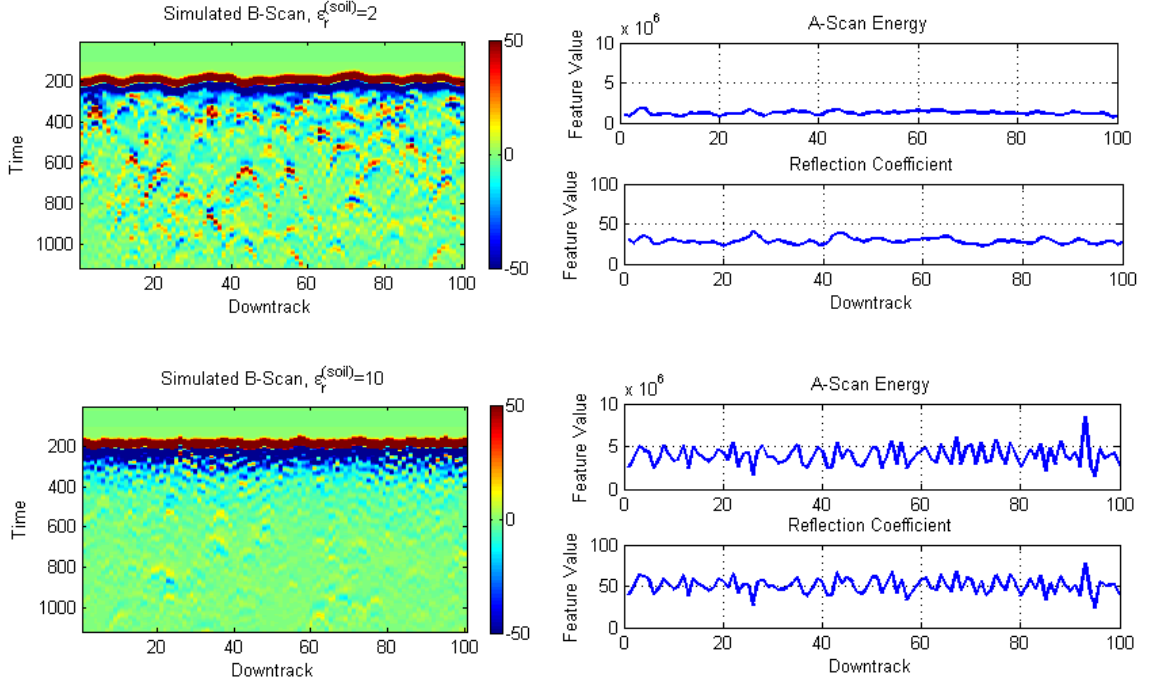 Simulated B-Scan, ε_r^(soil)=2
Time
200
400
600
800
1000
20 40 60 80 100
Downtrack
50
0
-50
A-Scan Energy
x 10^6
Feature Value
10
5
0
0 20 40 60 80 100
Reflection Coefficient
Feature Value
100
50
0
0 20 40 60 80 100
Downtrack
Simulated B-Scan, ε_r^(soil)=10
Time
200
400
600
800
1000
20 40 60 80 100
Downtrack
50
0
-50
A-Scan Energy
x 10^6
Feature Value
10
5
0
0 20 40 60 80 100
Reflection Coefficient
Feature Value
100
50
0
0 20 40 60 80 100
Downtrack